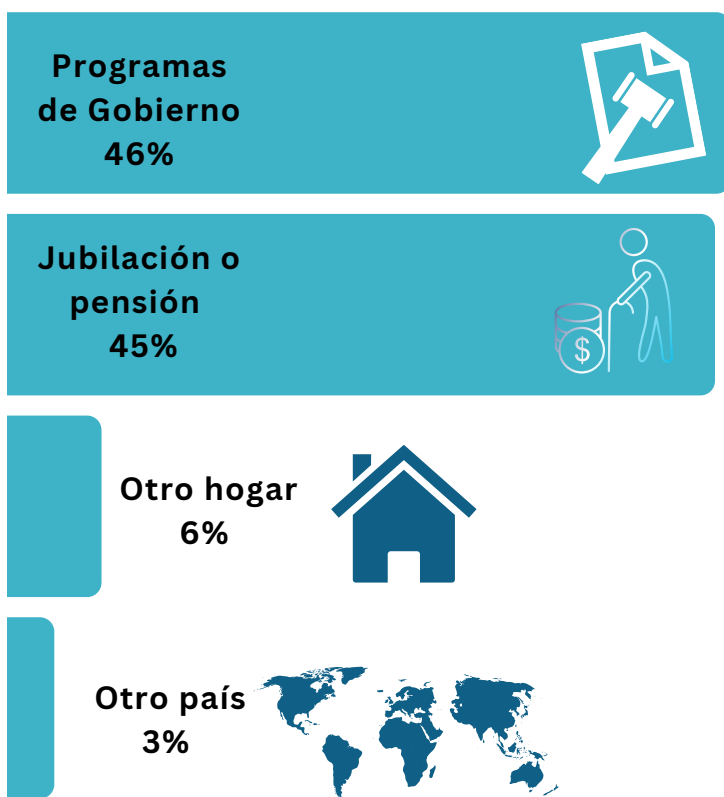 Programas
de Gobierno
46%
Jubilación o
pensión
45%
$
Otro hogar
6%
Otro país
3%